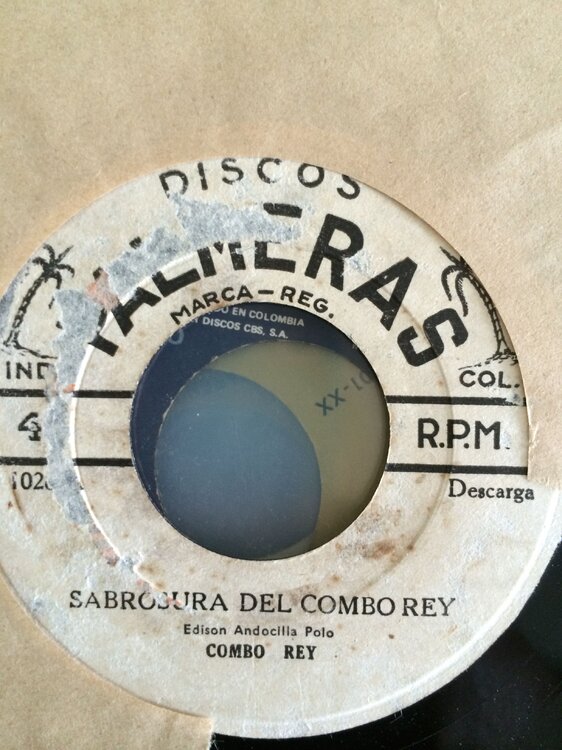 DISCOS
PALMERAS
MARCA-REG.
EN COLOMBIA
DISCOS CBS, S.A.
IND.
COL.
4
R.P.M.
Descarga
SABROSURA DEL COMBO REY
Edison Andocilla Polo
COMBO REY